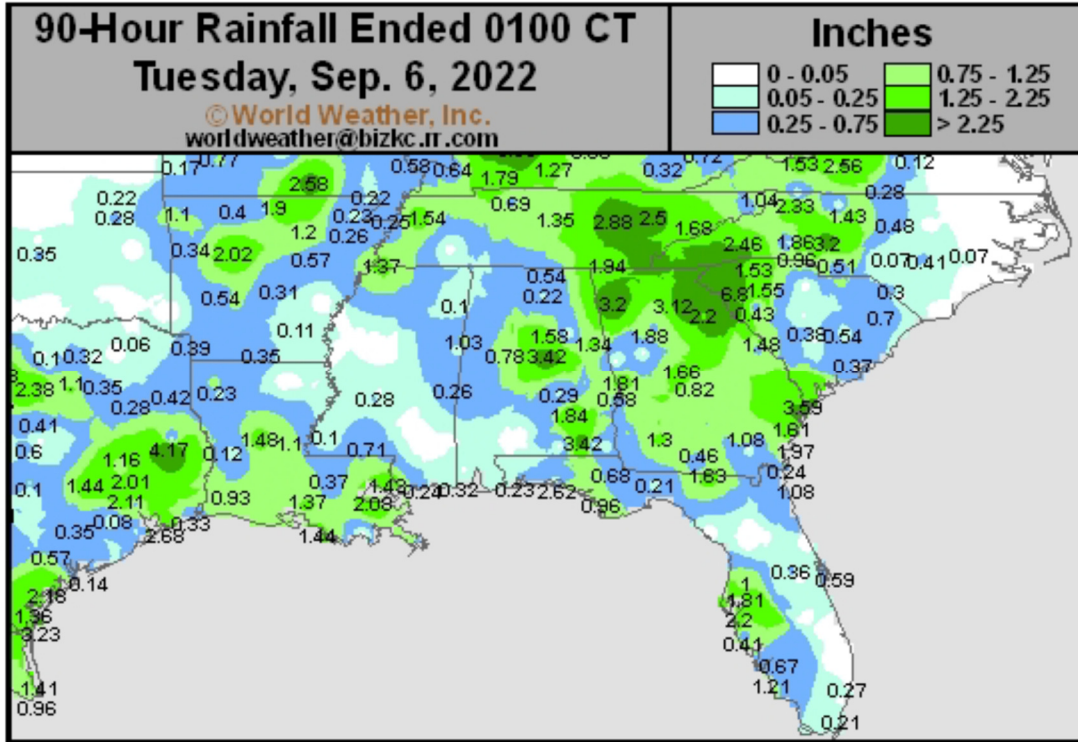 90-Hour Rainfall Ended 0100 CT
Tuesday, Sep. 6, 2022
©World Weather, Inc.
worldweather@bizkc.rr.com
Inches
0 - 0.05 0.75 - 1.25
0.05 - 0.25 1.25 - 2.25
0.25 - 0.75 > 2.25
0.17 0.77 0.58 0.64 1.79 1.27 0.32 0.72 1.53 2.56 0.12
0.22 2.58 0.22 0.69 1.04 2.33 0.28
0.28 1.1 0.4 1.9 0.23 0.25 1.54 1.35 2.88 2.5 1.68 1.43 0.48
0.35 0.34 2.02 1.2 0.26 0.57 1.37 1.94 2.46 1.86 3.2 0.96 0.51 0.07 0.41 0.07
0.54 0.31 0.1 0.54 0.22 3.2 3.12 6.8 1.53 1.55 0.3
0.11 2.2 0.43 0.7
0.1 0.32 0.06 0.39 0.35 1.03 0.78 1.58 3.42 1.34 1.88 1.48 0.38 0.54
2.38 1.1 0.35 0.28 0.42 0.23 0.28 0.26 0.29 1.81 0.58 1.66 0.82 0.37
0.41 1.84 3.59
0.6 1.16 4.17 0.12 1.48 1.1 0.1 0.71 3.42 1.3 1.08 1.61
0.1 1.44 2.01 0.37 1.43 0.68 0.46 1.97
2.11 0.93 1.37 2.08 0.24 0.32 0.23 2.62 0.21 1.63 0.24 1.08
0.35 0.08 0.33 2.68 1.44 0.96
0.57 0.14 0.36 0.59
2.18 1 1.81
1.36 2.2
3.23 0.41
0.67
1.41 1.21 0.27
0.96 0.21